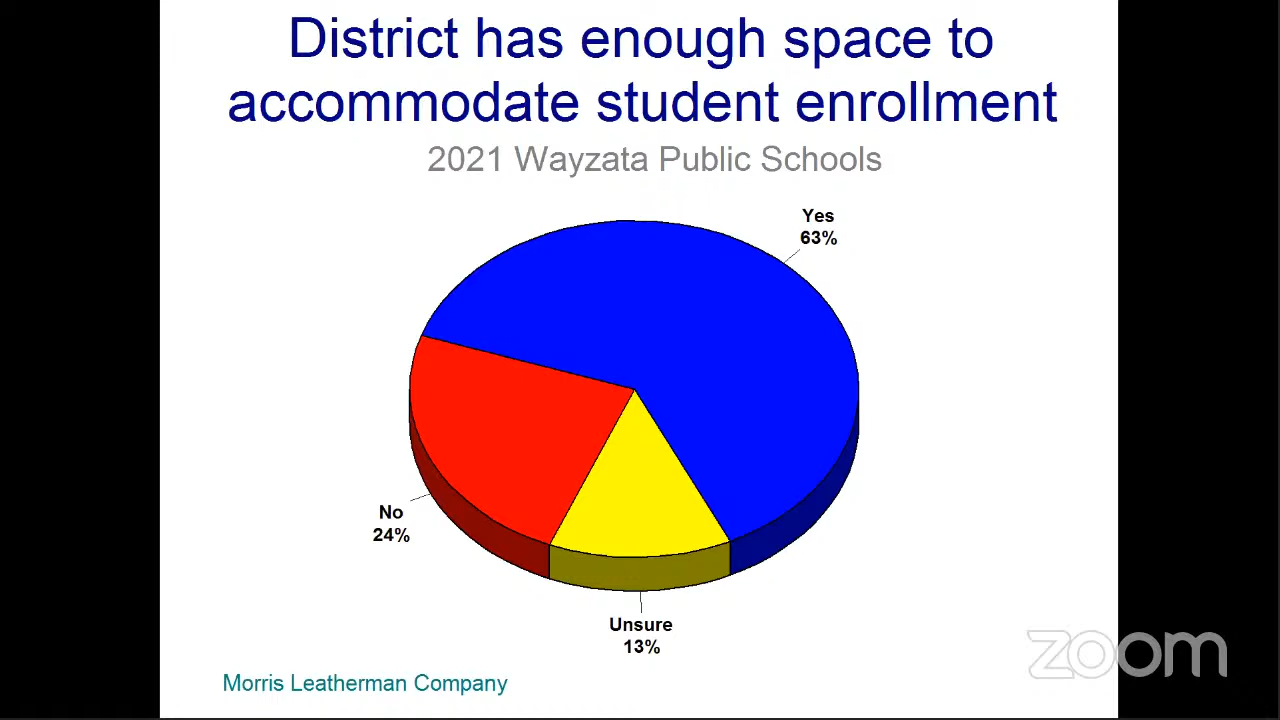 District has enough space to
accommodate student enrollment
2021 Wayzata Public Schools
Yes
63%
No
24%
Unsure
13%
Morris Leatherman Company
zoom